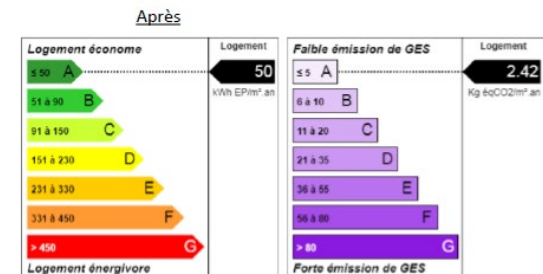 Après
Logement économe
Logement
≤ 50 A
50
kWh EP/m².an
51 à 90 B
91 à 150 C
151 à 230 D
231 à 330 E
331 à 450 F
> 450 G
Logement énergivore
Faible émission de GES
Logement
≤ 5 A
2.42
Kg éqCO2/m².an
6 à 10 B
11 à 20 C
21 à 35 D
36 à 55 E
56 à 80 F
> 80 G
Forte émission de GES